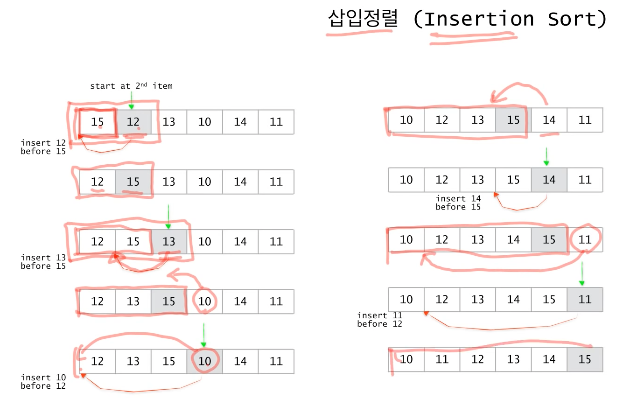 삽입정렬 (Insertion Sort)
start at 2nd item
15 12 13 10 14 11
insert 12
before 15
12 15 13 10 14 11
12 15 13 10 14 11
insert 13
before 15
12 13 15 10 14 11
12 13 15 10 14 11
insert 10
before 12
10 12 13 15 14 11
10 12 13 15 14 11
insert 14
before 15
10 12 13 14 15 11
10 12 13 14 15 11
insert 11
before 12
10 11 12 13 14 15